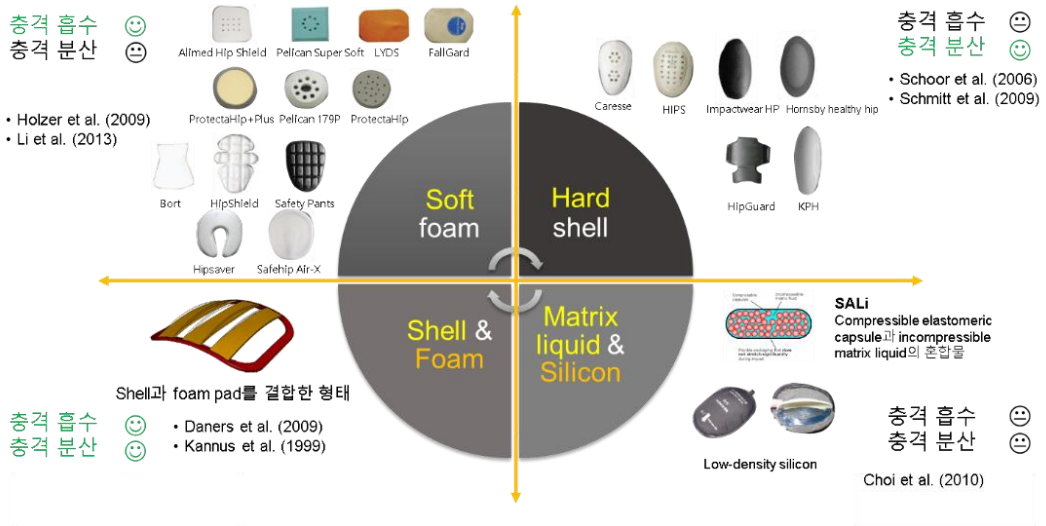 충격 흡수
충격 분산
Alimed Hip Shield Pelican Super Soft LYDS FallGard
• Holzer et al. (2009)
• Li et al. (2013)
ProtectaHip+Plus Pelican 179P ProtectaHip
Bort HipShield Safety Pants
Hipsaver Safehip Air-X
Soft
foam
Hard
shell
Caresse HIPS Impactwear HP Hornsby healthy hip
HipGuard KPH
충격 흡수
충격 분산
• Schoor et al. (2006)
• Schmitt et al. (2009)
Shell &
Foam
Matrix
liquid &
Silicon
Shell과 foam pad를 결합한 형태
충격 흡수
충격 분산
• Daners et al. (2009)
• Kannus et al. (1999)
SALi
Compressible elastomeric
capsule과 incompressible
matrix liquid의 혼합물
Low-density silicon
충격 흡수
충격 분산
Choi et al. (2010)